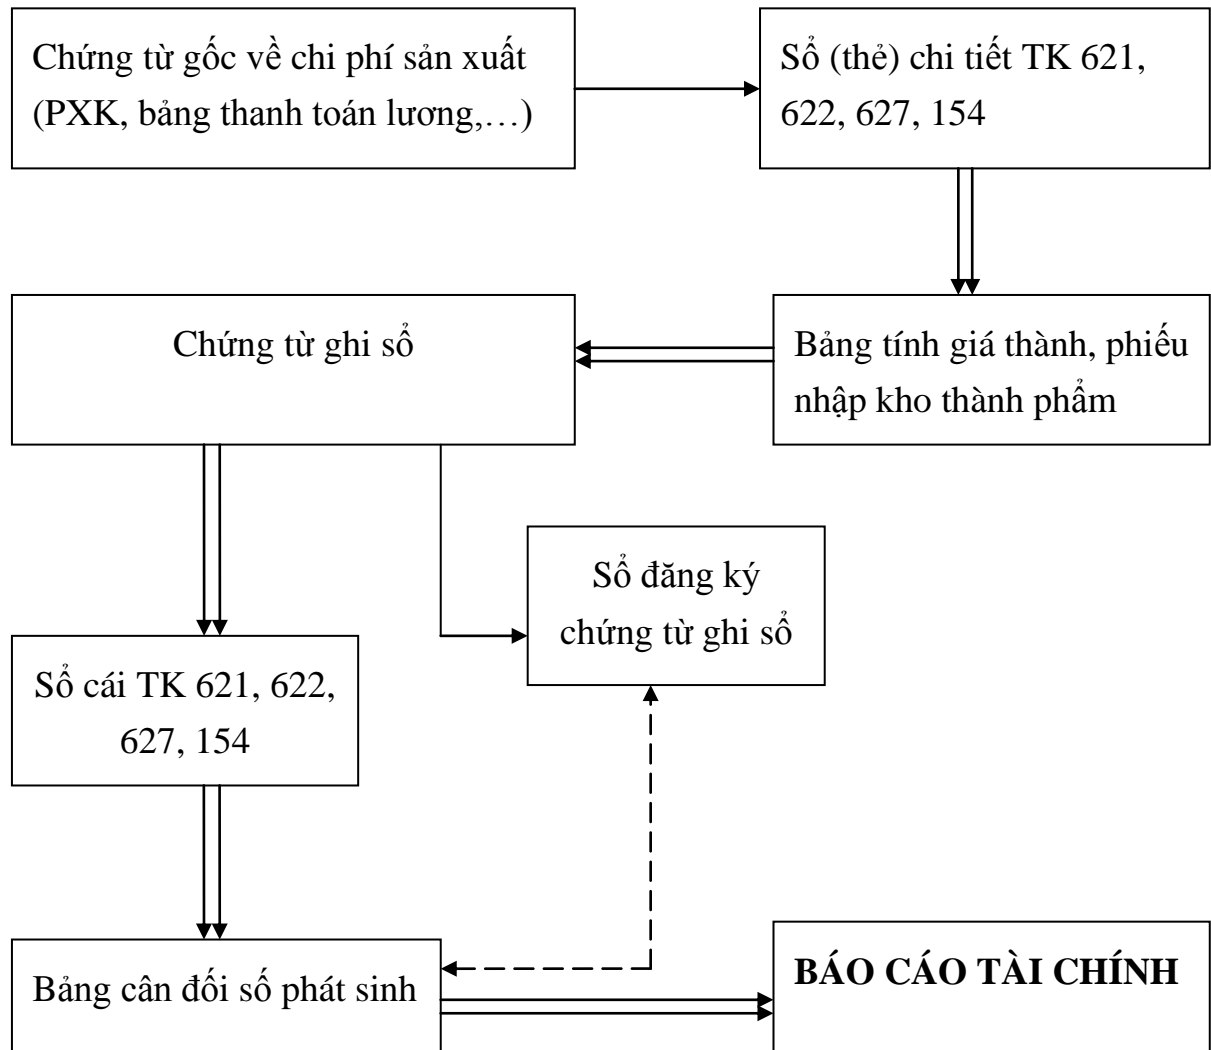 Chứng từ gốc về chi phí sản xuất
(PXK, bảng thanh toán lương,…)
Sổ (thẻ) chi tiết TK 621,
622, 627, 154
Chứng từ ghi sổ
Bảng tính giá thành, phiếu
nhập kho thành phẩm
Sổ đăng ký
chứng từ ghi sổ
Sổ cái TK 621, 622,
627, 154
Bảng cân đối số phát sinh
BÁO CÁO TÀI CHÍNH